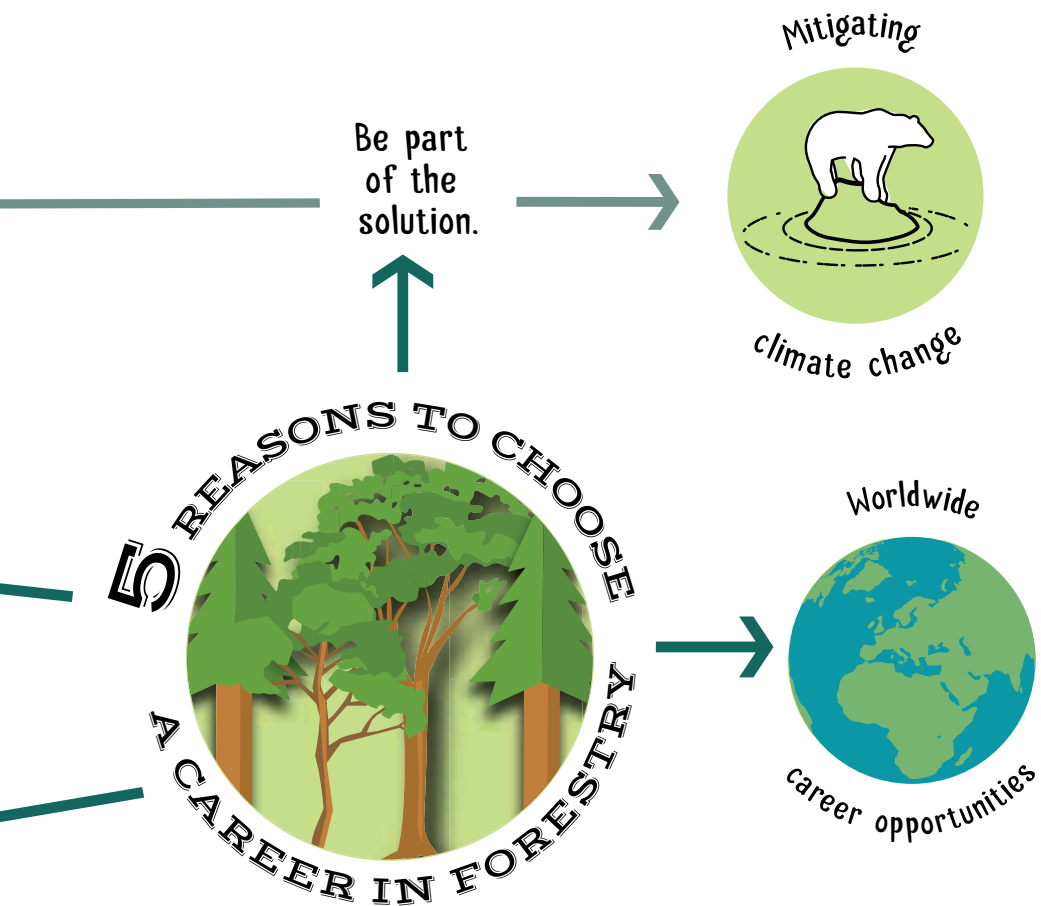 Mitigating
climate change
Be part
of the
solution.
5 REASONS TO CHOOSE
A CAREER IN FORESTRY
Worldwide
career opportunities